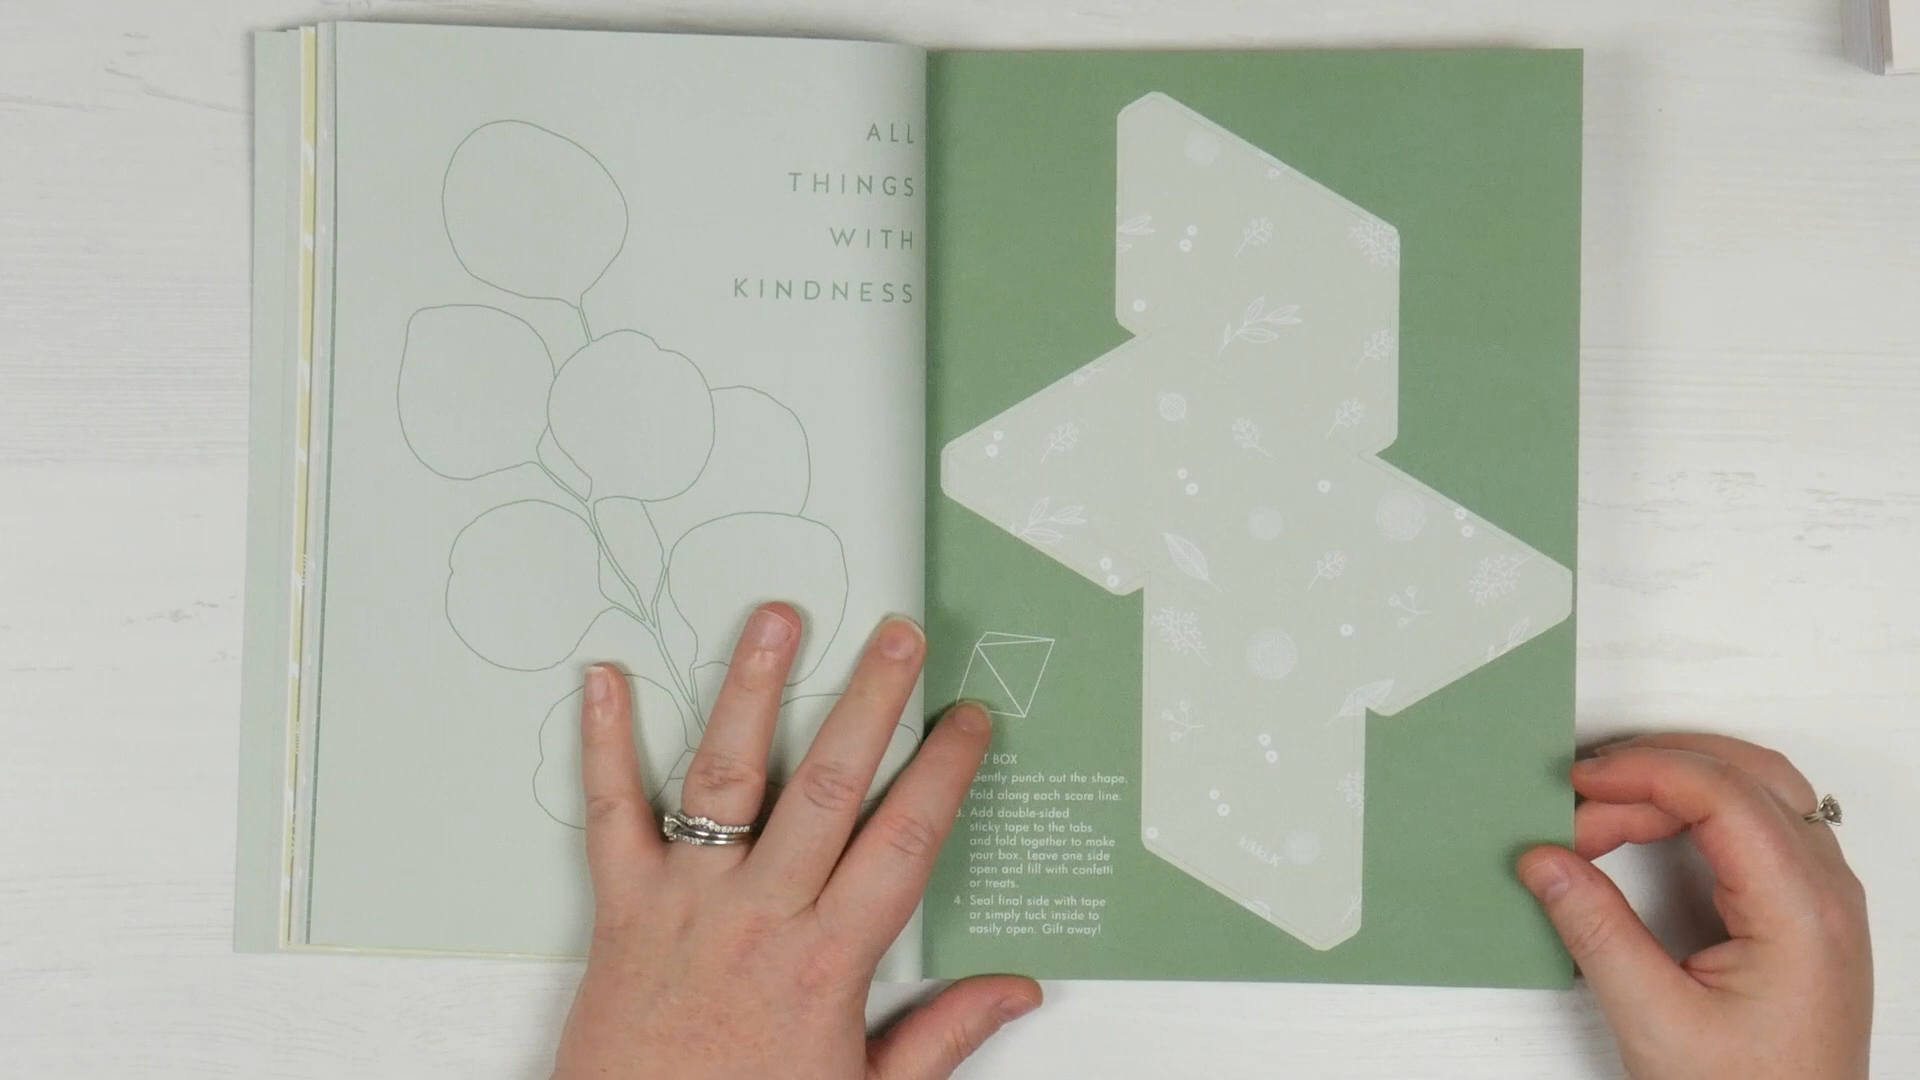 ALL
THINGS
WITH
KINDNESS
BOX
Gently punch out the shape.
Fold along each score line.
3. Add double-sided
sticky tape to the tabs
and fold together to make
your box. Leave one side
open and fill with confetti
or treats.
4. Seal final side with tape
or simply tuck inside to
easily open. Gift away!
kikki.K